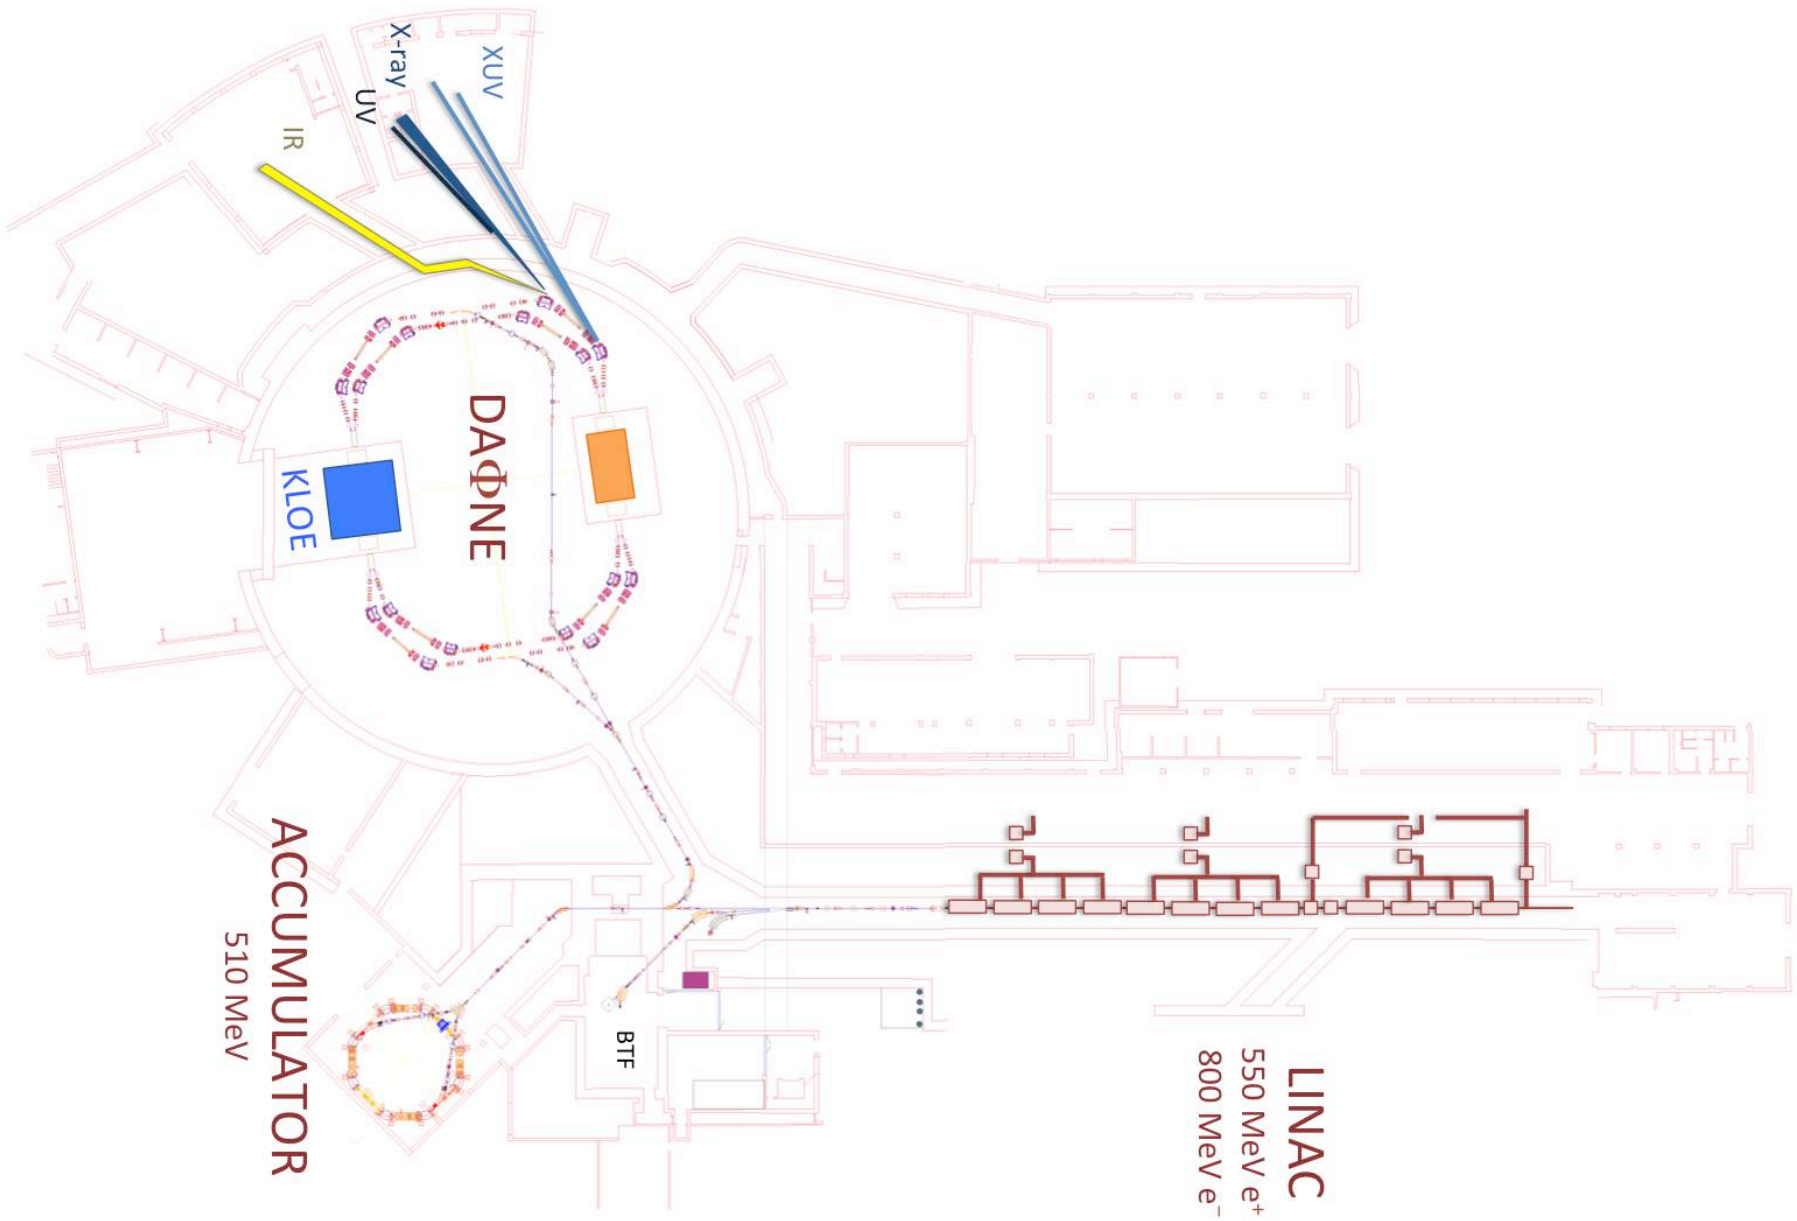 XUV
X-ray
UV
IR
DAΦNE
KLOE
ACCUMULATOR
510 MeV
BTF
LINAC
550 MeV e⁺
800 MeV e⁻